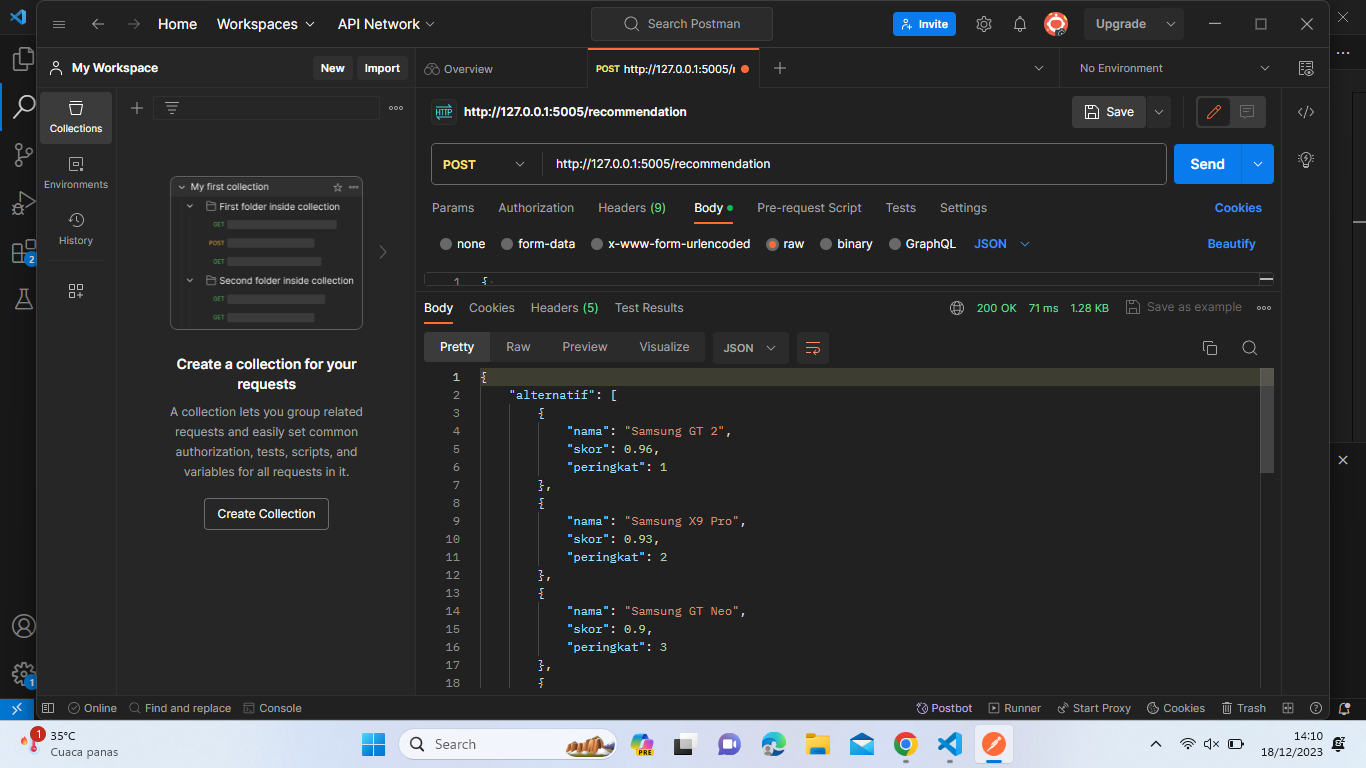 Home Workspaces API Network Search Postman Invite Upgrade
My Workspace New Import Overview POST http://127.0.0.1:5005/r No Environment
Collections
Environments
History
2
My first collection
First folder inside collection
GET
POST
GET
Second folder inside collection
GET
GET
Create a collection for your
requests
A collection lets you group related
requests and easily set common
authorization, tests, scripts, and
variables for all requests in it.
Create Collection
HTTP http://127.0.0.1:5005/recommendation Save
POST http://127.0.0.1:5005/recommendation Send
Params Authorization Headers (9) Body Pre-request Script Tests Settings Cookies
none form-data x-www-form-urlencoded raw binary GraphQL JSON Beautify
1 {
Body Cookies Headers (5) Test Results 200 OK 71 ms 1.28 KB Save as example
Pretty Raw Preview Visualize JSON
1 {
2 "alternatif": [
3 {
4 "nama": "Samsung GT 2",
5 "skor": 0.96,
6 "peringkat": 1
7 },
8 {
9 "nama": "Samsung X9 Pro",
10 "skor": 0.93,
11 "peringkat": 2
12 },
13 {
14 "nama": "Samsung GT Neo",
15 "skor": 0.9,
16 "peringkat": 3
17 },
18 {
1
Online Find and replace Console Postbot Runner Start Proxy Cookies Trash
1 35°C
Cuaca panas
Search
PRE
14:10
18/12/2023